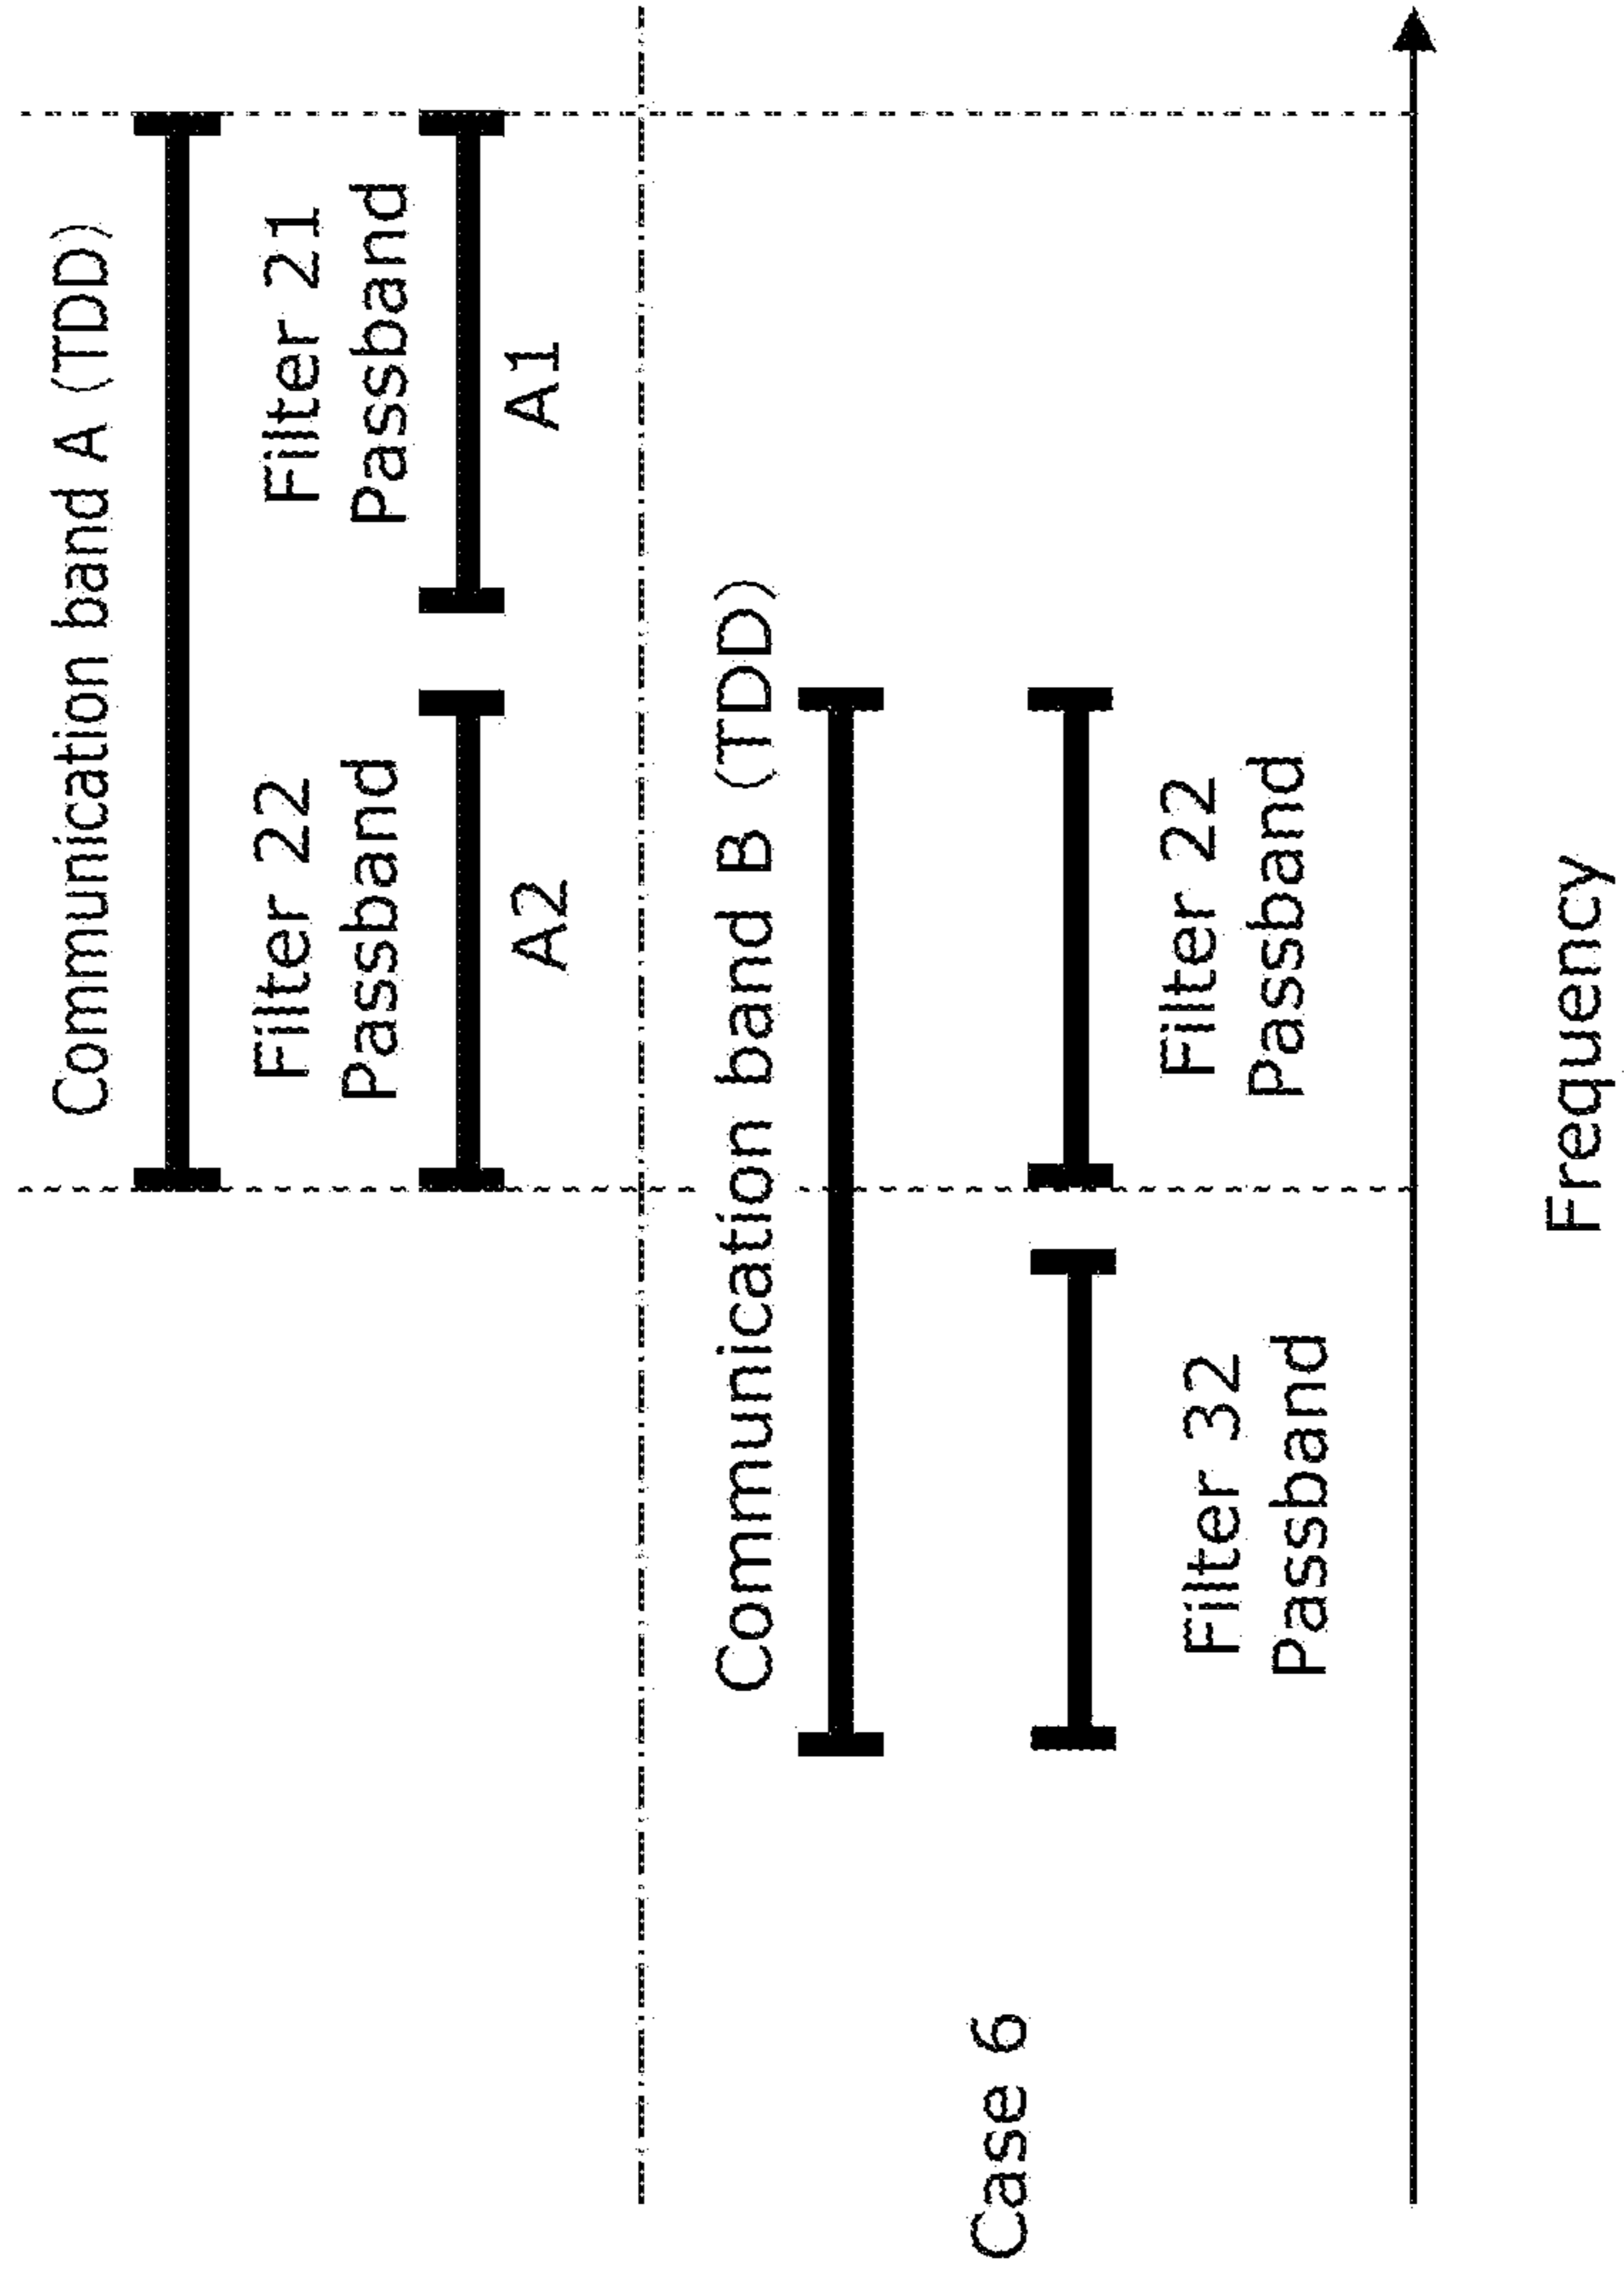 Communication band A (TDD)
Filter 22
Passband
Filter 21
Passband
A2
A1
Communication band B (TDD)
Case 6
Filter 32
Passband
Filter 22
Passband
Frequency